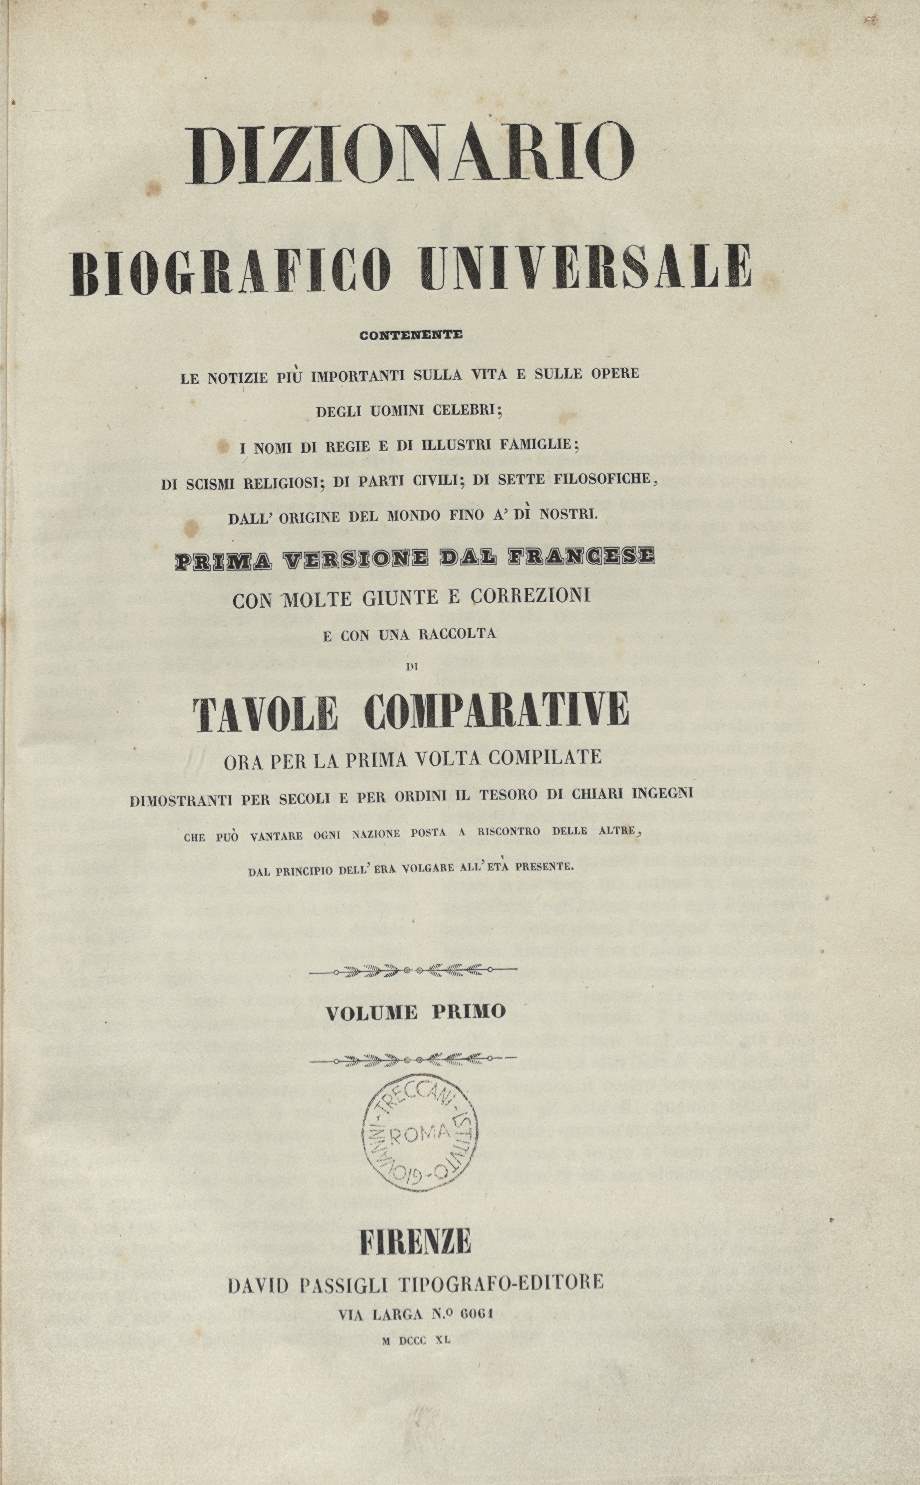 DIZIONARIO
BIOGRAFICO UNIVERSALE
CONTENENTE
LE NOTIZIE PIÙ IMPORTANTI SULLA VITA E SULLE OPERE
DEGLI UOMINI CELEBRI;
I NOMI DI REGIE E DI ILLUSTRI FAMIGLIE;
DI SCISMI RELIGIOSI; DI PARTI CIVILI; DI SETTE FILOSOFICHE,
DALL' ORIGINE DEL MONDO FINO A' DÌ NOSTRI.
PRIMA VERSIONE DAL FRANCESE
CON MOLTE GIUNTE E CORREZIONI
E CON UNA RACCOLTA
DI
TAVOLE COMPARATIVE
ORA PER LA PRIMA VOLTA COMPILATE
DIMOSTRANTI PER SECOLI E PER ORDINI IL TESORO DI CHIARI INGEGNI
CHE PUÒ VANTARE OGNI NAZIONE POSTA A RISCONTRO DELLE ALTRE,
DAL PRINCIPIO DELL' ERA VOLGARE ALL' ETÀ PRESENTE.
VOLUME PRIMO
ISTITUTO-GIOVANNI-TRECCANI-
ROMA
FIRENZE
DAVID PASSIGLI TIPOGRAFO-EDITORE
VIA LARGA N.º 6061
M DCCC XL